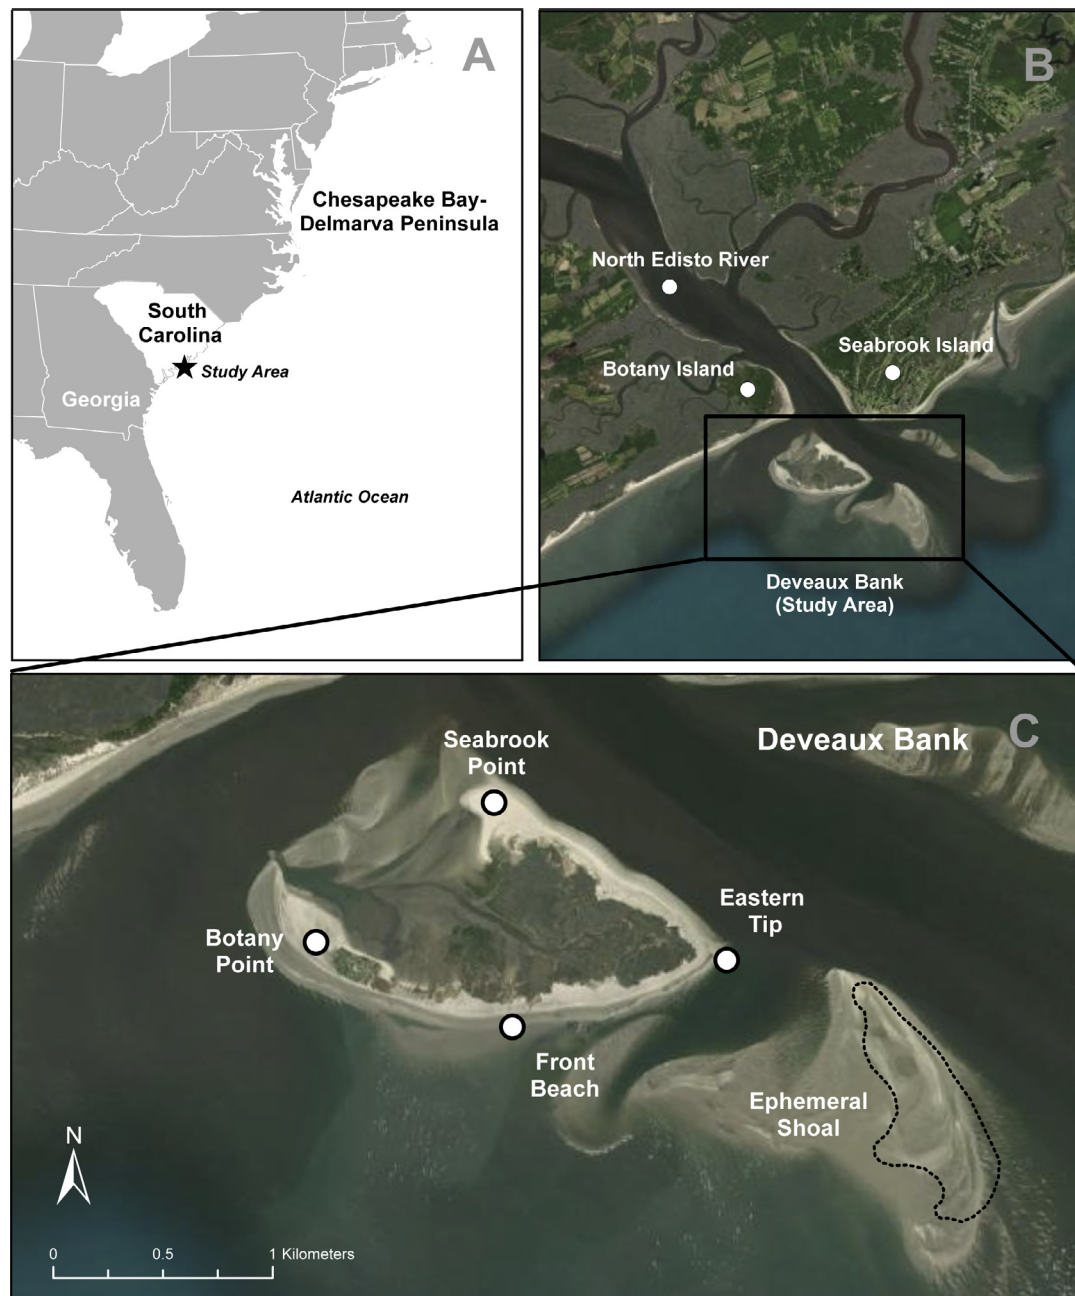 A
Chesapeake Bay-
Delmarva Peninsula
South
Carolina
Study Area
Georgia
Atlantic Ocean
B
North Edisto River
Seabrook Island
Botany Island
Deveaux Bank
(Study Area)
Deveaux Bank
C
Seabrook
Point
Eastern
Tip
Botany
Point
Front
Beach
Ephemeral
Shoal
N
0 0.5 1 Kilometers